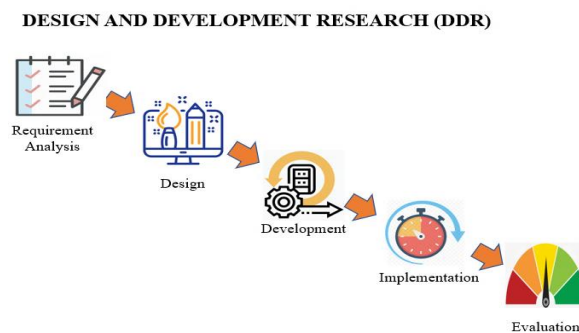 DESIGN AND DEVELOPMENT RESEARCH (DDR)
Requirement
Analysis
Design
Development
Implementation
Evaluation